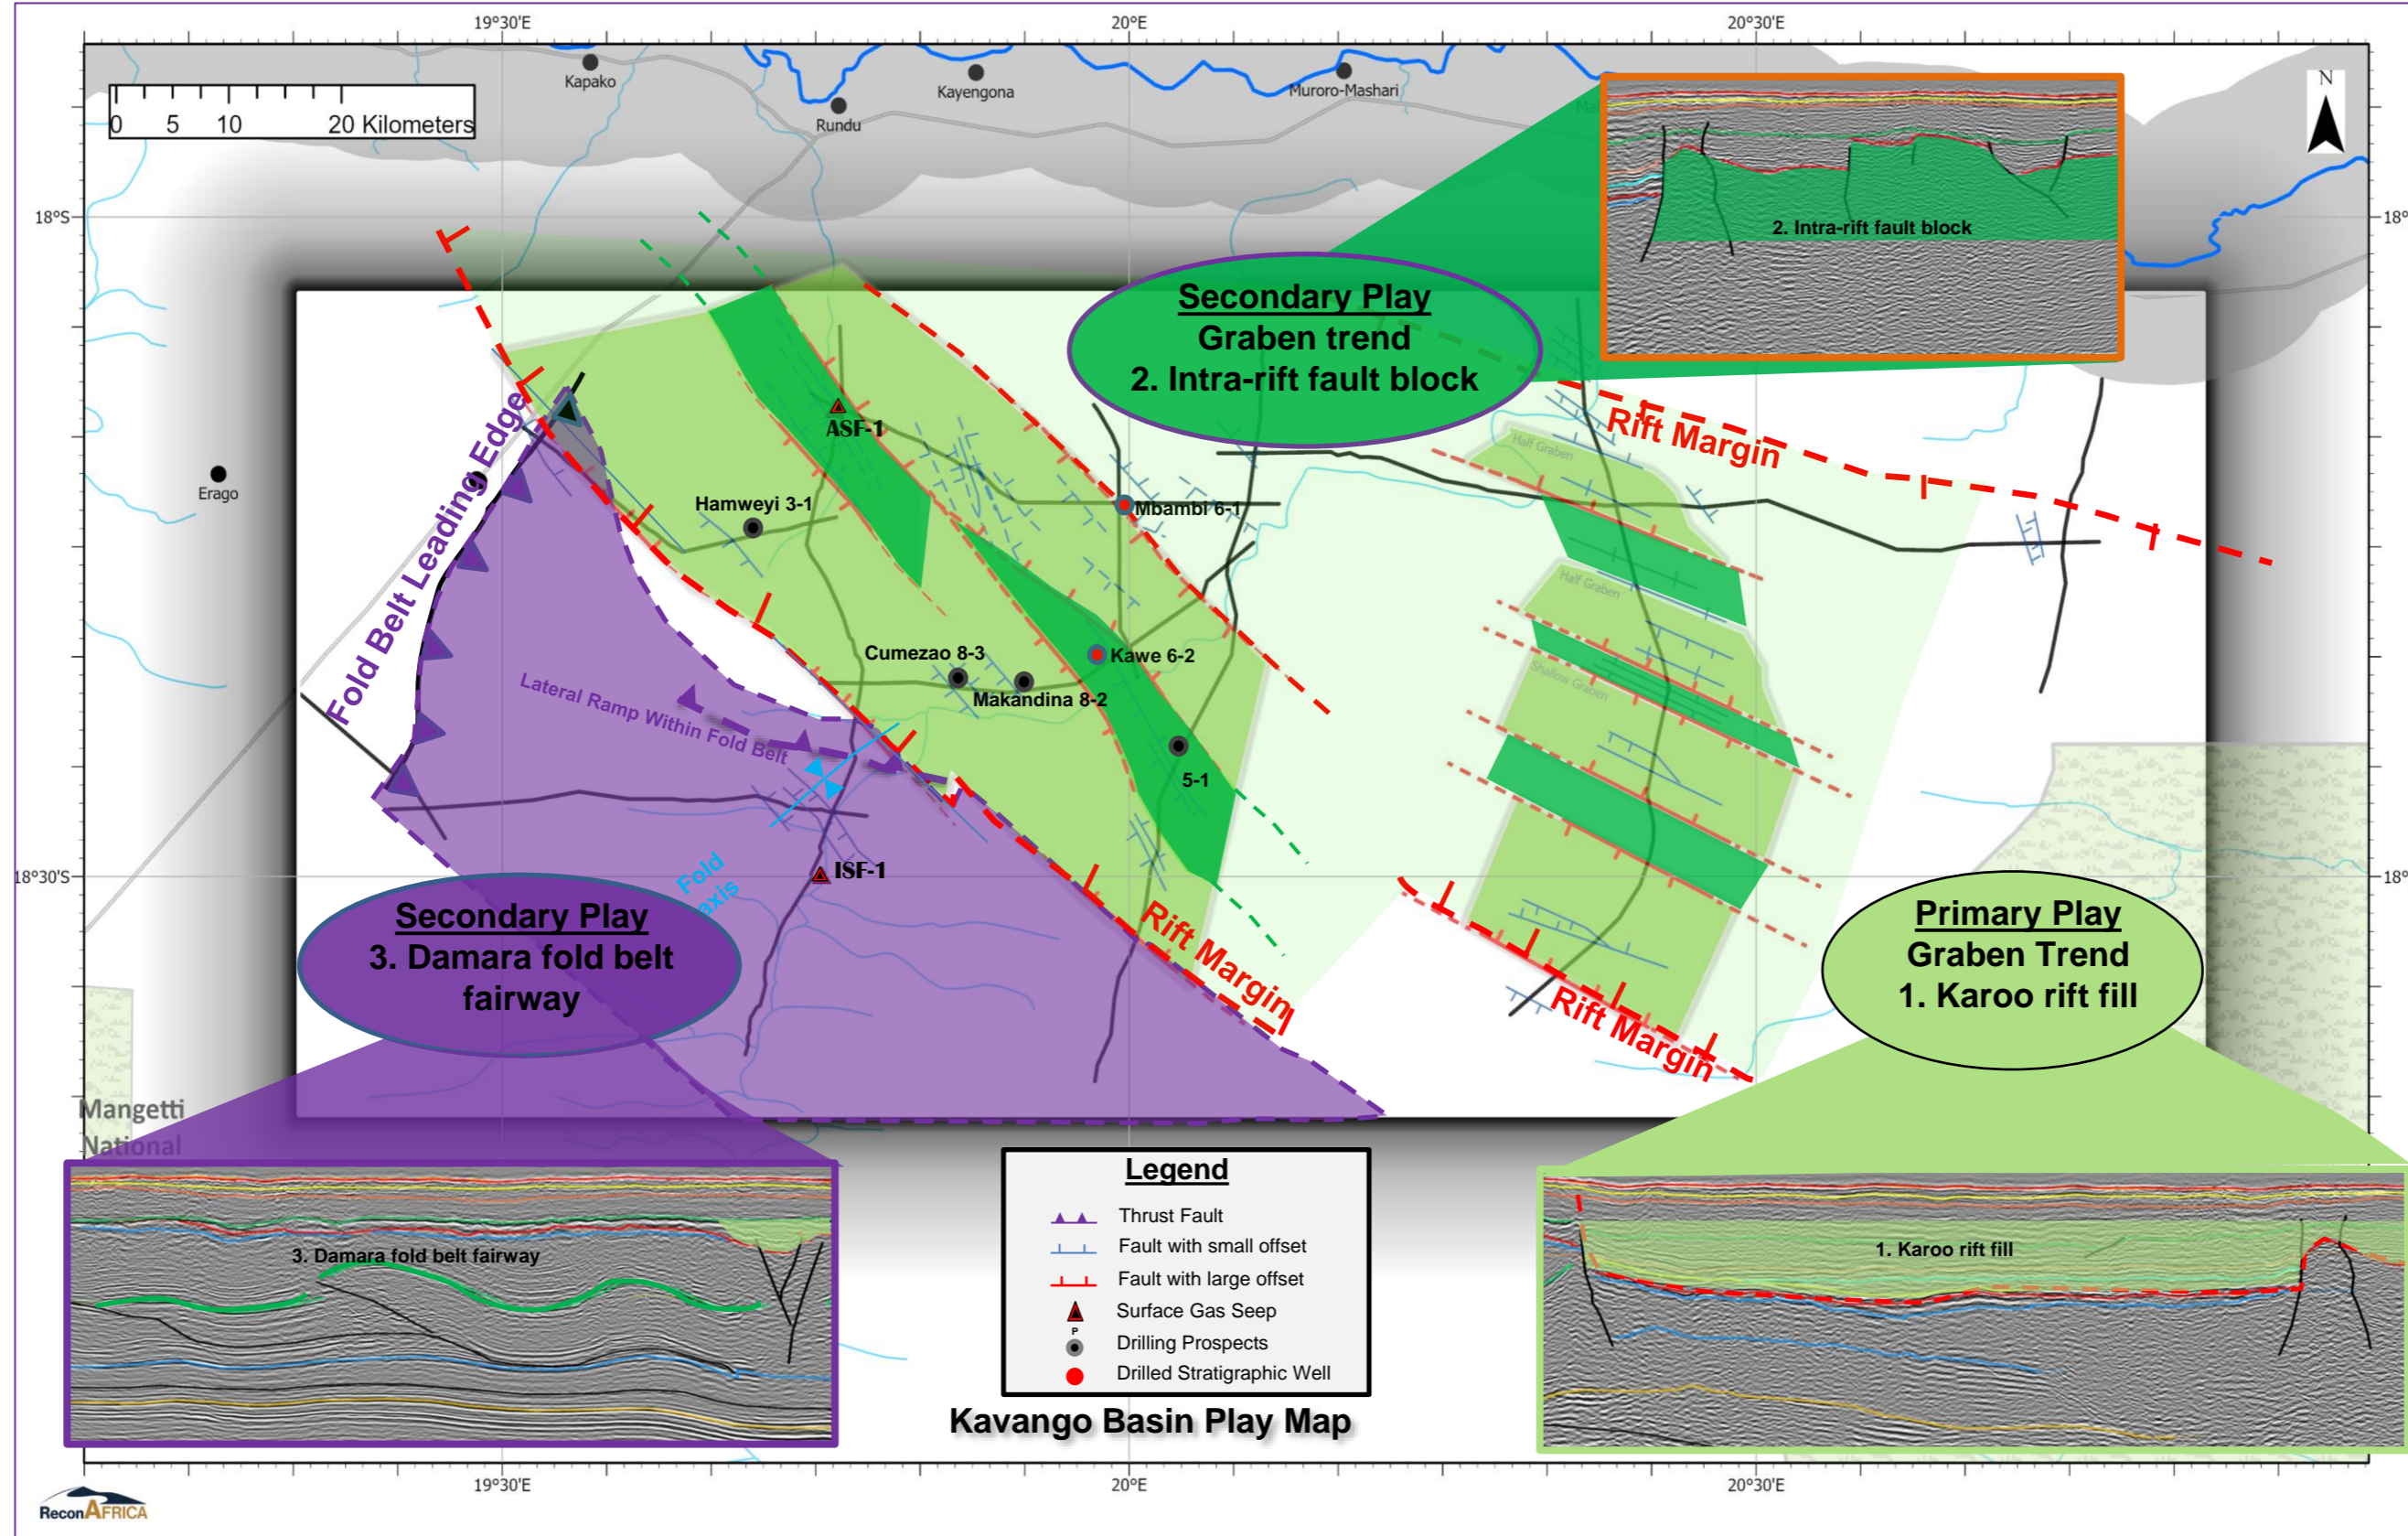 19°30'E
20°E
20°30'E
Kapako
Kayengona
Muroro-Mashari
N
0 5 10 20 Kilometers
Rundu
18°S
18°
2. Intra-rift fault block
Secondary Play
Graben trend
2. Intra-rift fault block
Rift Margin
Half Graben
ASF-1
Fold Belt Leading Edge
Erago
Hamweyi 3-1
Mbambi 6-1
Half Graben
Cumezao 8-3
Kawe 6-2
Makandina 8-2
Shallow Graben
Lateral Ramp Within Fold Belt
5-1
18°30'S
18°
ISF-1
Fold
axis
Secondary Play
3. Damara fold belt
fairway
Rift Margin
Rift Margin
Primary Play
Graben Trend
1. Karoo rift fill
Mangetti
National
3. Damara fold belt fairway
1. Karoo rift fill
Legend
Thrust Fault
Fault with small offset
Fault with large offset
Surface Gas Seep
P
Drilling Prospects
Drilled Stratigraphic Well
Kavango Basin Play Map
19°30'E
20°E
20°30'E
ReconAFRICA